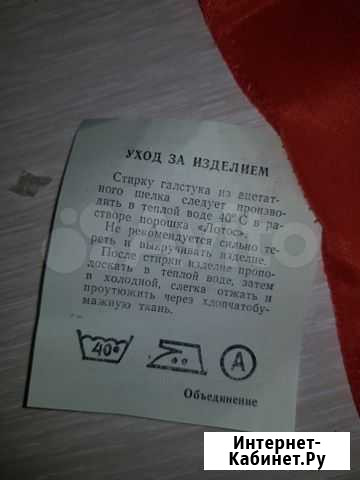 УХОД ЗА ИЗДЕЛИЕМ
Стирку галстука из ацетат-
ного шелка следует произво-
дить в теплой воде 40°С в ра-
створе порошка «Лотос».
Не рекомендуется сильно те-
реть и выкручивать изделие.
После стирки изделие пропо-
лоскать в теплой воде, затем
в холодной, слегка отжать и
проутюжить через хлопчатобу-
мажную ткань.
40°
А
Объединение
Интернет-
Кабинет.Ру